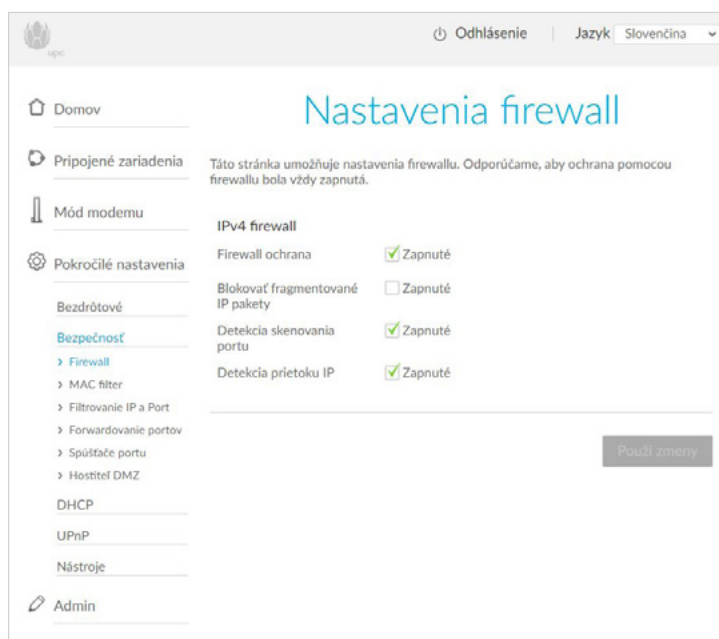 upc
Odhlásenie
Jazyk Slovenčina
Domov
Pripojené zariadenia
Mód modemu
Pokročilé nastavenia
Bezdrôtové
Bezpečnosť
Firewall
MAC filter
Filtrovanie IP a Port
Forwardovanie portov
Spúšťače portu
Hostiteľ DMZ
DHCP
UPnP
Nástroje
Admin
Nastavenia firewall
Táto stránka umožňuje nastavenia firewallu. Odporúčame, aby ochrana pomocou
firewallu bola vždy zapnutá.
IPv4 firewall
Firewall ochrana Zapnuté
Blokovať fragmentované Zapnuté
IP pakety
Detekcia skenovania Zapnuté
portu
Detekcia prietoku IP Zapnuté
Použi zmeny